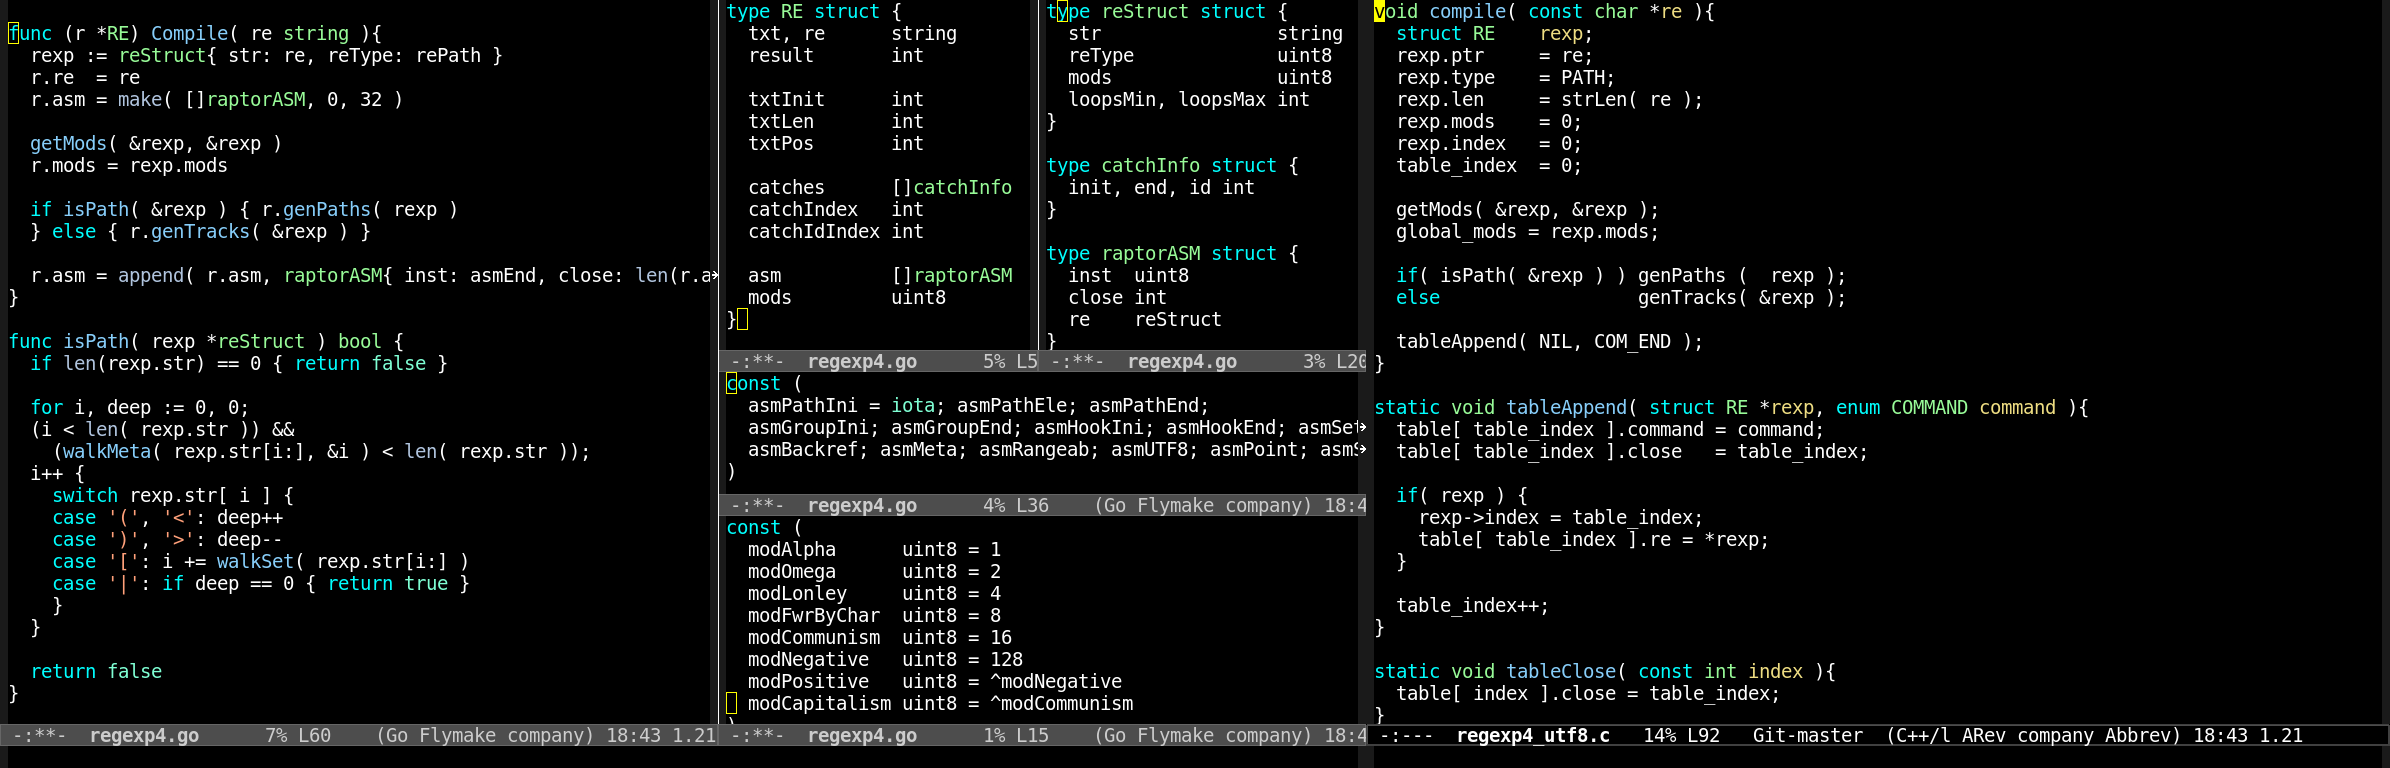 func (r *RE) Compile( re string ){
  rexp := reStruct{ str: re, reType: rePath }
  r.re  = re
  r.asm = make( []raptorASM, 0, 32 )

  getMods( &rexp, &rexp )
  r.mods = rexp.mods

  if isPath( &rexp ) { r.genPaths( rexp )
  } else { r.genTracks( &rexp ) }

  r.asm = append( r.asm, raptorASM{ inst: asmEnd, close: len(r.a
}

func isPath( rexp *reStruct ) bool {
  if len(rexp.str) == 0 { return false }

  for i, deep := 0, 0;
  (i < len( rexp.str )) &&
    (walkMeta( rexp.str[i:], &i ) < len( rexp.str ));
  i++ {
    switch rexp.str[ i ] {
    case '(', '<': deep++
    case ')', '>': deep--
    case '[': i += walkSet( rexp.str[i:] )
    case '|': if deep == 0 { return true }
    }
  }

  return false
}
-:**-  regexp4.go      7% L60    (Go Flymake company) 18:43 1.21
type RE struct {
  txt, re      string
  result       int

  txtInit      int
  txtLen       int
  txtPos       int

  catches      []catchInfo
  catchIndex   int
  catchIdIndex int

  asm          []raptorASM
  mods         uint8
}
-:**-  regexp4.go      5% L5
type reStruct struct {
  str                string
  reType             uint8
  mods               uint8
  loopsMin, loopsMax int
}

type catchInfo struct {
  init, end, id int
}

type raptorASM struct {
  inst  uint8
  close int
  re    reStruct
}
-:**-  regexp4.go      3% L20
const (
  asmPathIni = iota; asmPathEle; asmPathEnd;
  asmGroupIni; asmGroupEnd; asmHookIni; asmHookEnd; asmSet
  asmBackref; asmMeta; asmRangeab; asmUTF8; asmPoint; asmS
)
-:**-  regexp4.go      4% L36    (Go Flymake company) 18:4
const (
  modAlpha      uint8 = 1
  modOmega      uint8 = 2
  modLonley     uint8 = 4
  modFwrByChar  uint8 = 8
  modCommunism  uint8 = 16
  modNegative   uint8 = 128
  modPositive   uint8 = ^modNegative
  modCapitalism uint8 = ^modCommunism
)
-:**-  regexp4.go      1% L15    (Go Flymake company) 18:4
void compile( const char *re ){
  struct RE    rexp;
  rexp.ptr     = re;
  rexp.type    = PATH;
  rexp.len     = strLen( re );
  rexp.mods    = 0;
  rexp.index   = 0;
  table_index  = 0;

  getMods( &rexp, &rexp );
  global_mods = rexp.mods;

  if( isPath( &rexp ) ) genPaths (  rexp );
  else                  genTracks( &rexp );

  tableAppend( NIL, COM_END );
}

static void tableAppend( struct RE *rexp, enum COMMAND command ){
  table[ table_index ].command = command;
  table[ table_index ].close   = table_index;

  if( rexp ) {
    rexp->index = table_index;
    table[ table_index ].re = *rexp;
  }

  table_index++;
}

static void tableClose( const int index ){
  table[ index ].close = table_index;
}
-:---  regexp4_utf8.c   14% L92   Git-master  (C++/l ARev company Abbrev) 18:43 1.21